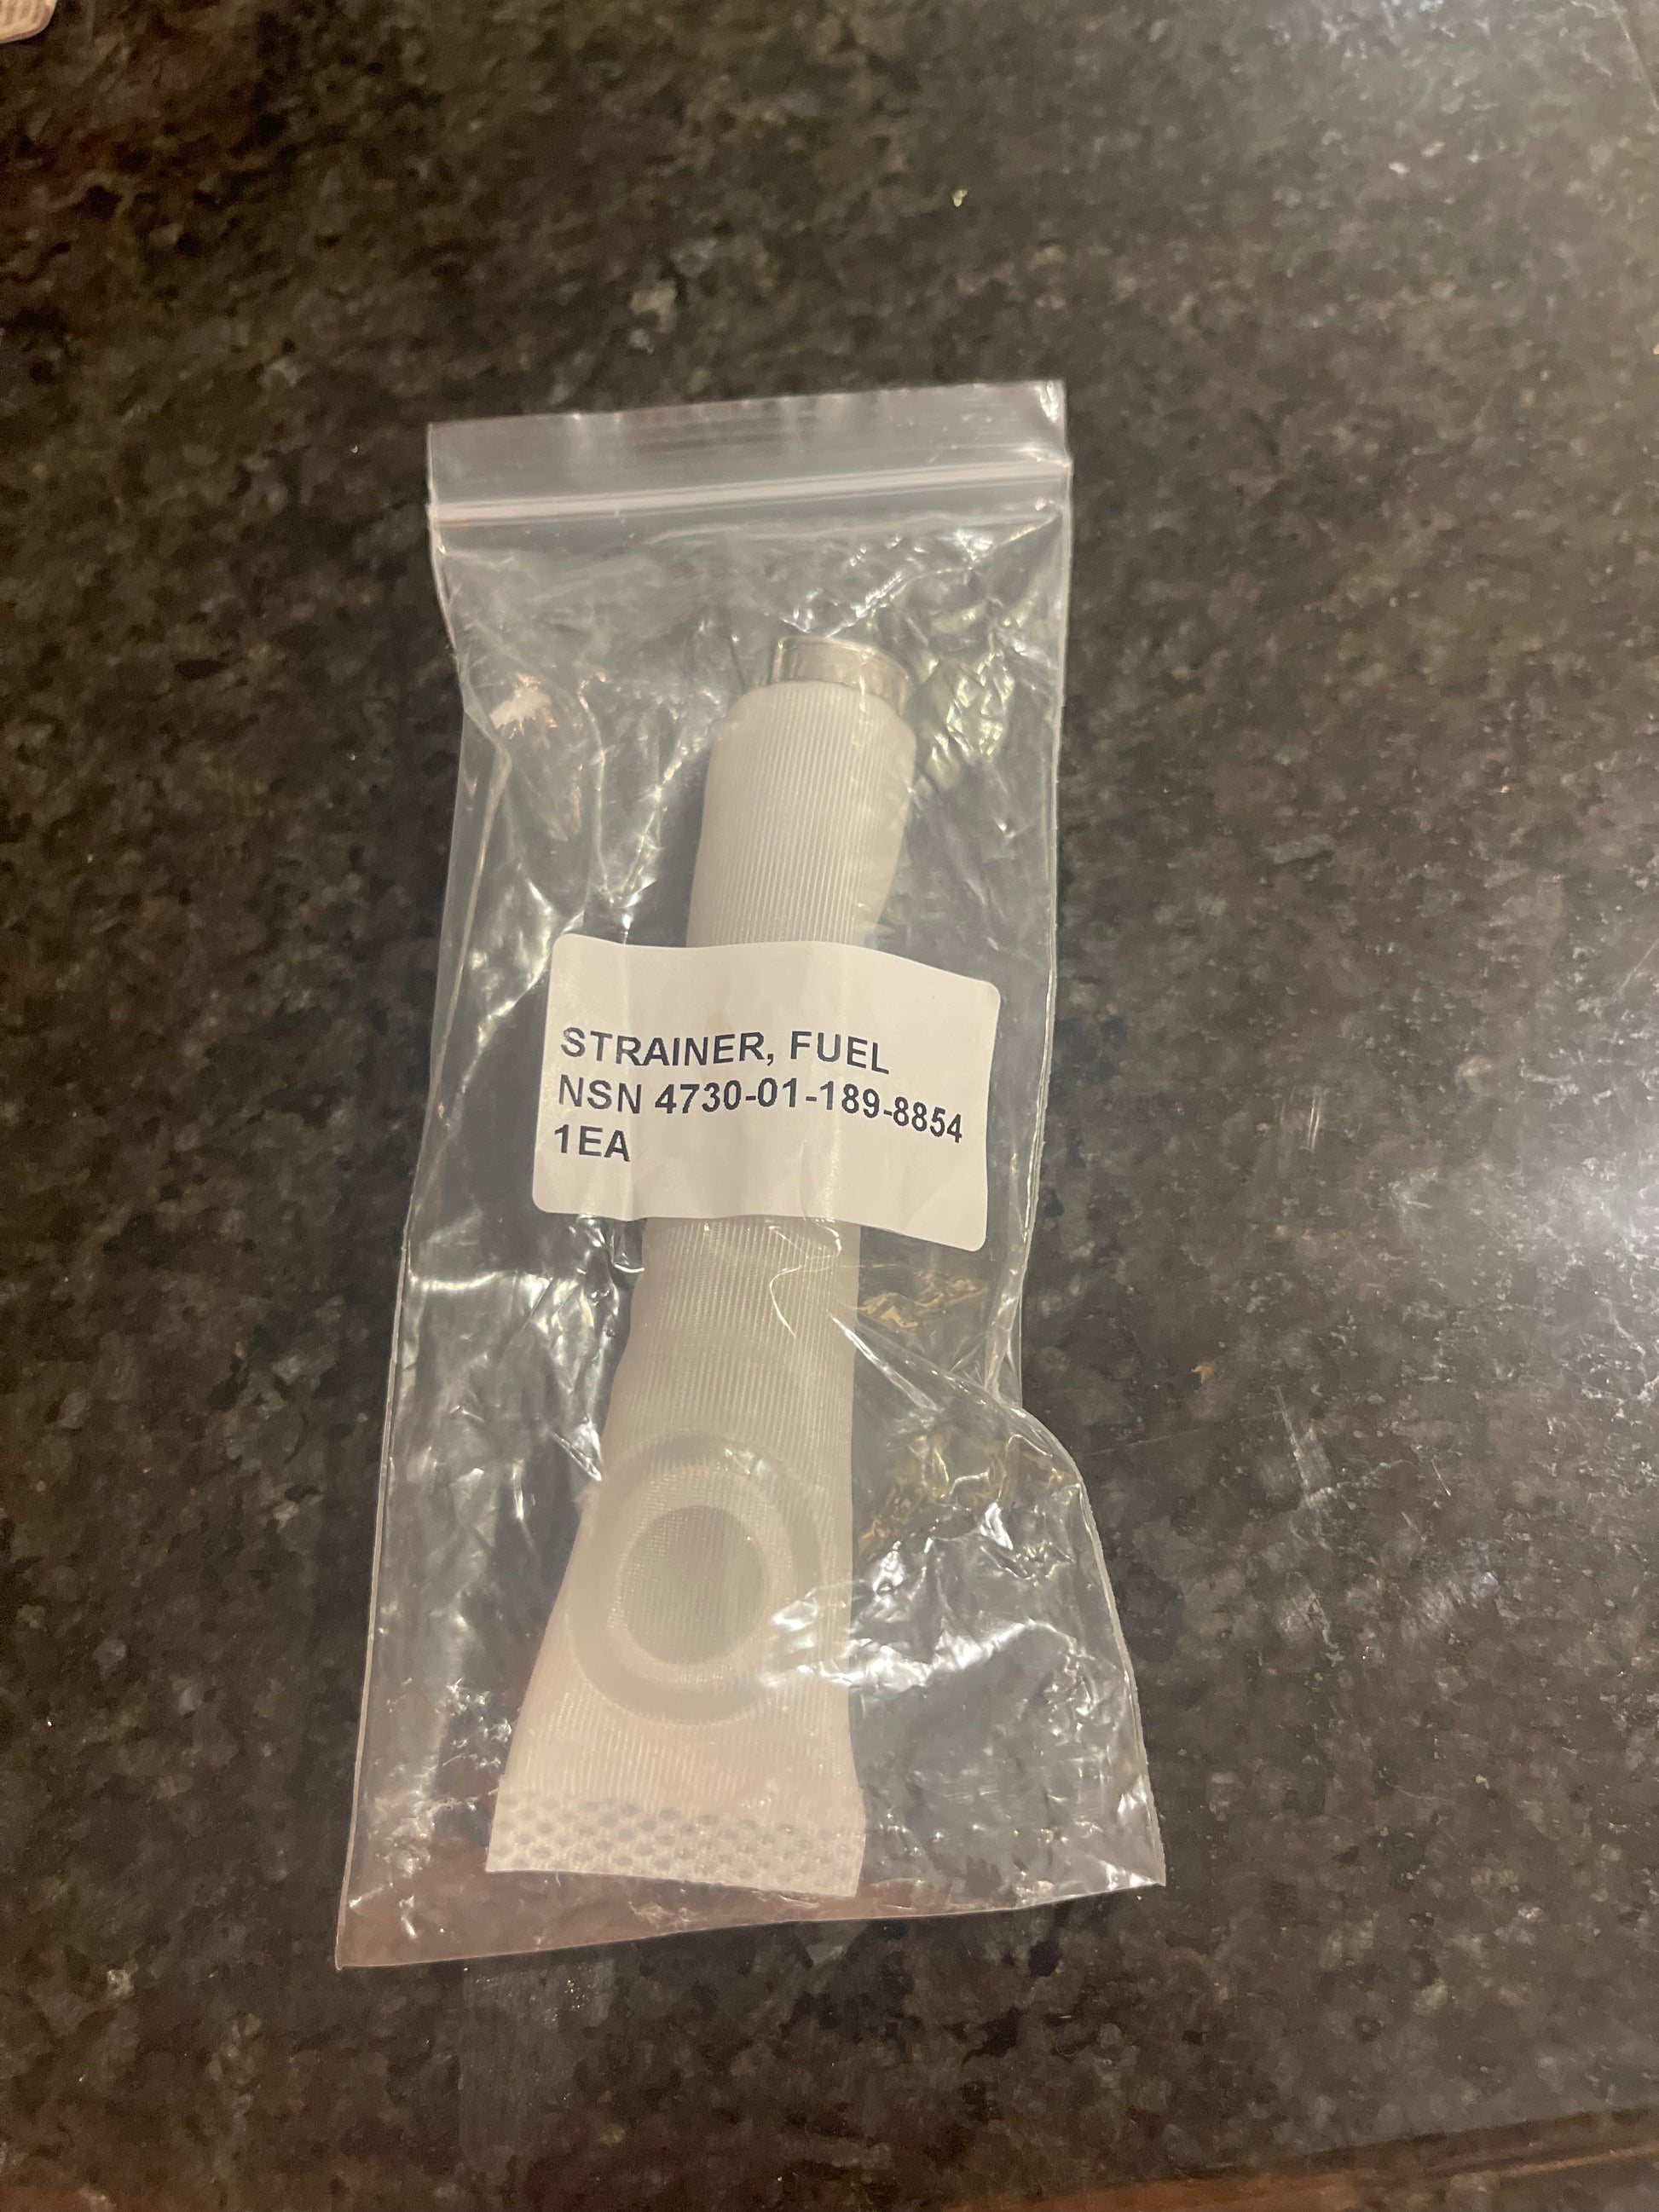 STRAINER, FUEL
NSN 4730-01-189-8854
1EA